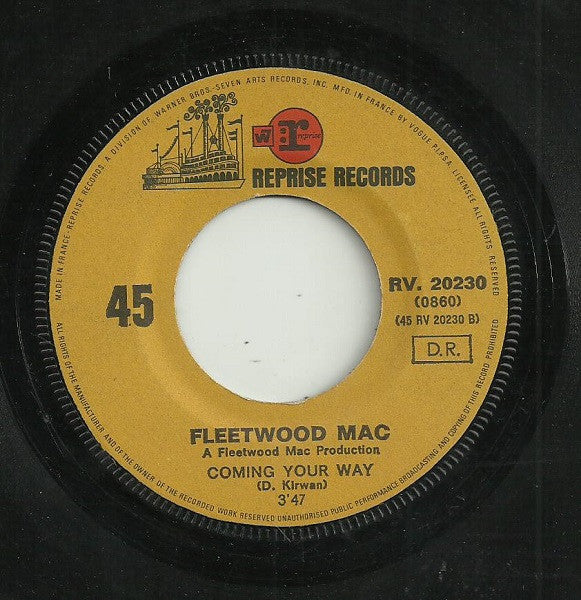 MADE IN FRANCE · REPRISE RECORDS, A DIVISION OF WARNER BROS.-SEVEN ARTS RECORDS, INC. MFD. IN FRANCE BY VOGUE P.I.P. S.A. LICENSEE ALL RIGHTS RESERVED
W
B
r
reprise
REPRISE RECORDS
45
RV. 20230
(0860)
(45 RV 20230 B)
D.R.
FLEETWOOD MAC
A Fleetwood Mac Production
COMING YOUR WAY
(D. Kirwan)
3'47
ALL RIGHTS OF THE MANUFACTURER AND OF THE OWNER OF THE RECORDED WORK RESERVED UNAUTHORISED PUBLIC PERFORMANCE BROADCASTING AND COPYING OF THIS RECORD PROHIBITED